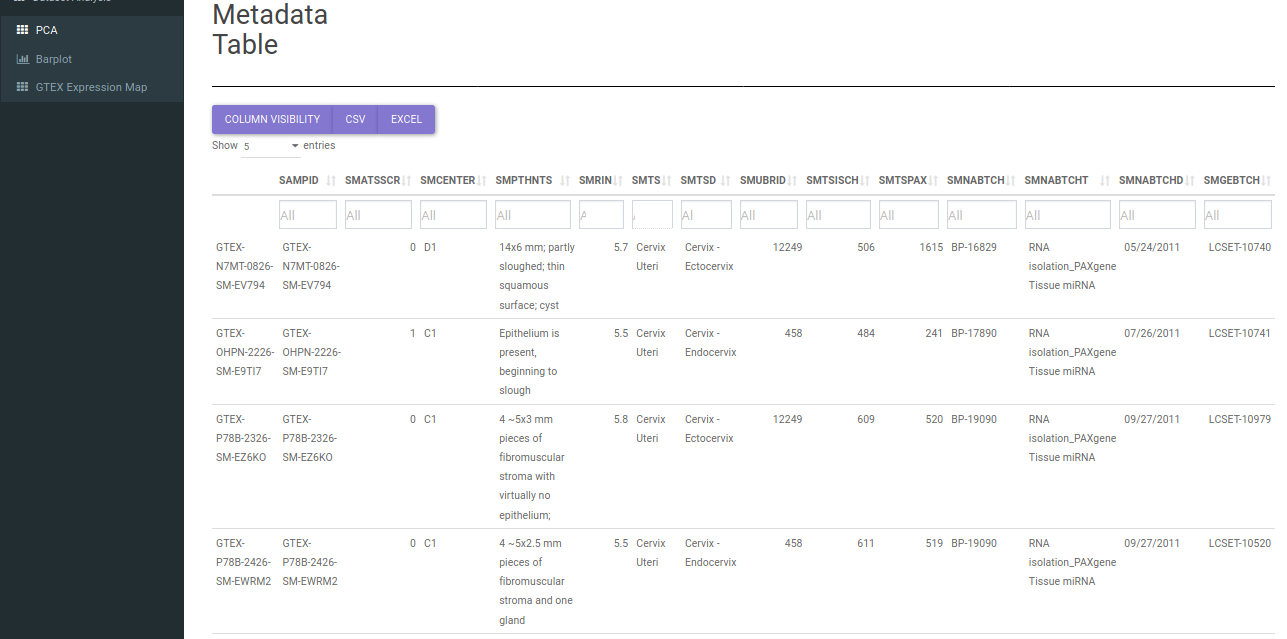 Dataset Analysis
PCA
Barplot
GTEX Expression Map
Metadata
Table
COLUMN VISIBILITY CSV EXCEL
Show 5 entries
SAMPID SMATSSCR SMCENTER SMPTHNTS SMRIN SMTS SMTSD SMUBRID SMTSISCH SMTSPAX SMNABTCH SMNABTCHT SMNABTCHD SMGEBTCH
All All All All A All Al All All All All All All All
GTEX- GTEX- 0 D1 14x6 mm; partly 5.7 Cervix Cervix - 12249 506 1615 BP-16829 RNA 05/24/2011 LCSET-10740
N7MT-0826- N7MT-0826- sloughed; thin Uteri Ectocervix isolation_PAXgene
SM-EV794 SM-EV794 squamous Tissue miRNA
surface; cyst
GTEX- GTEX- 1 C1 Epithelium is 5.5 Cervix Cervix - 458 484 241 BP-17890 RNA 07/26/2011 LCSET-10741
OHPN-2226- OHPN-2226- present, Uteri Endocervix isolation_PAXgene
SM-E9TI7 SM-E9TI7 beginning to Tissue miRNA
slough
GTEX- GTEX- 0 C1 4 ~5x3 mm 5.8 Cervix Cervix - 12249 609 520 BP-19090 RNA 09/27/2011 LCSET-10979
P78B-2326- P78B-2326- pieces of Uteri Ectocervix isolation_PAXgene
SM-EZ6KO SM-EZ6KO fibromuscular Tissue miRNA
stroma with
virtually no
epithelium;
GTEX- GTEX- 0 C1 4 ~5x2.5 mm 5.5 Cervix Cervix - 458 611 519 BP-19090 RNA 09/27/2011 LCSET-10520
P78B-2426- P78B-2426- pieces of Uteri Endocervix isolation_PAXgene
SM-EWRM2 SM-EWRM2 fibromuscular Tissue miRNA
stroma and one
gland